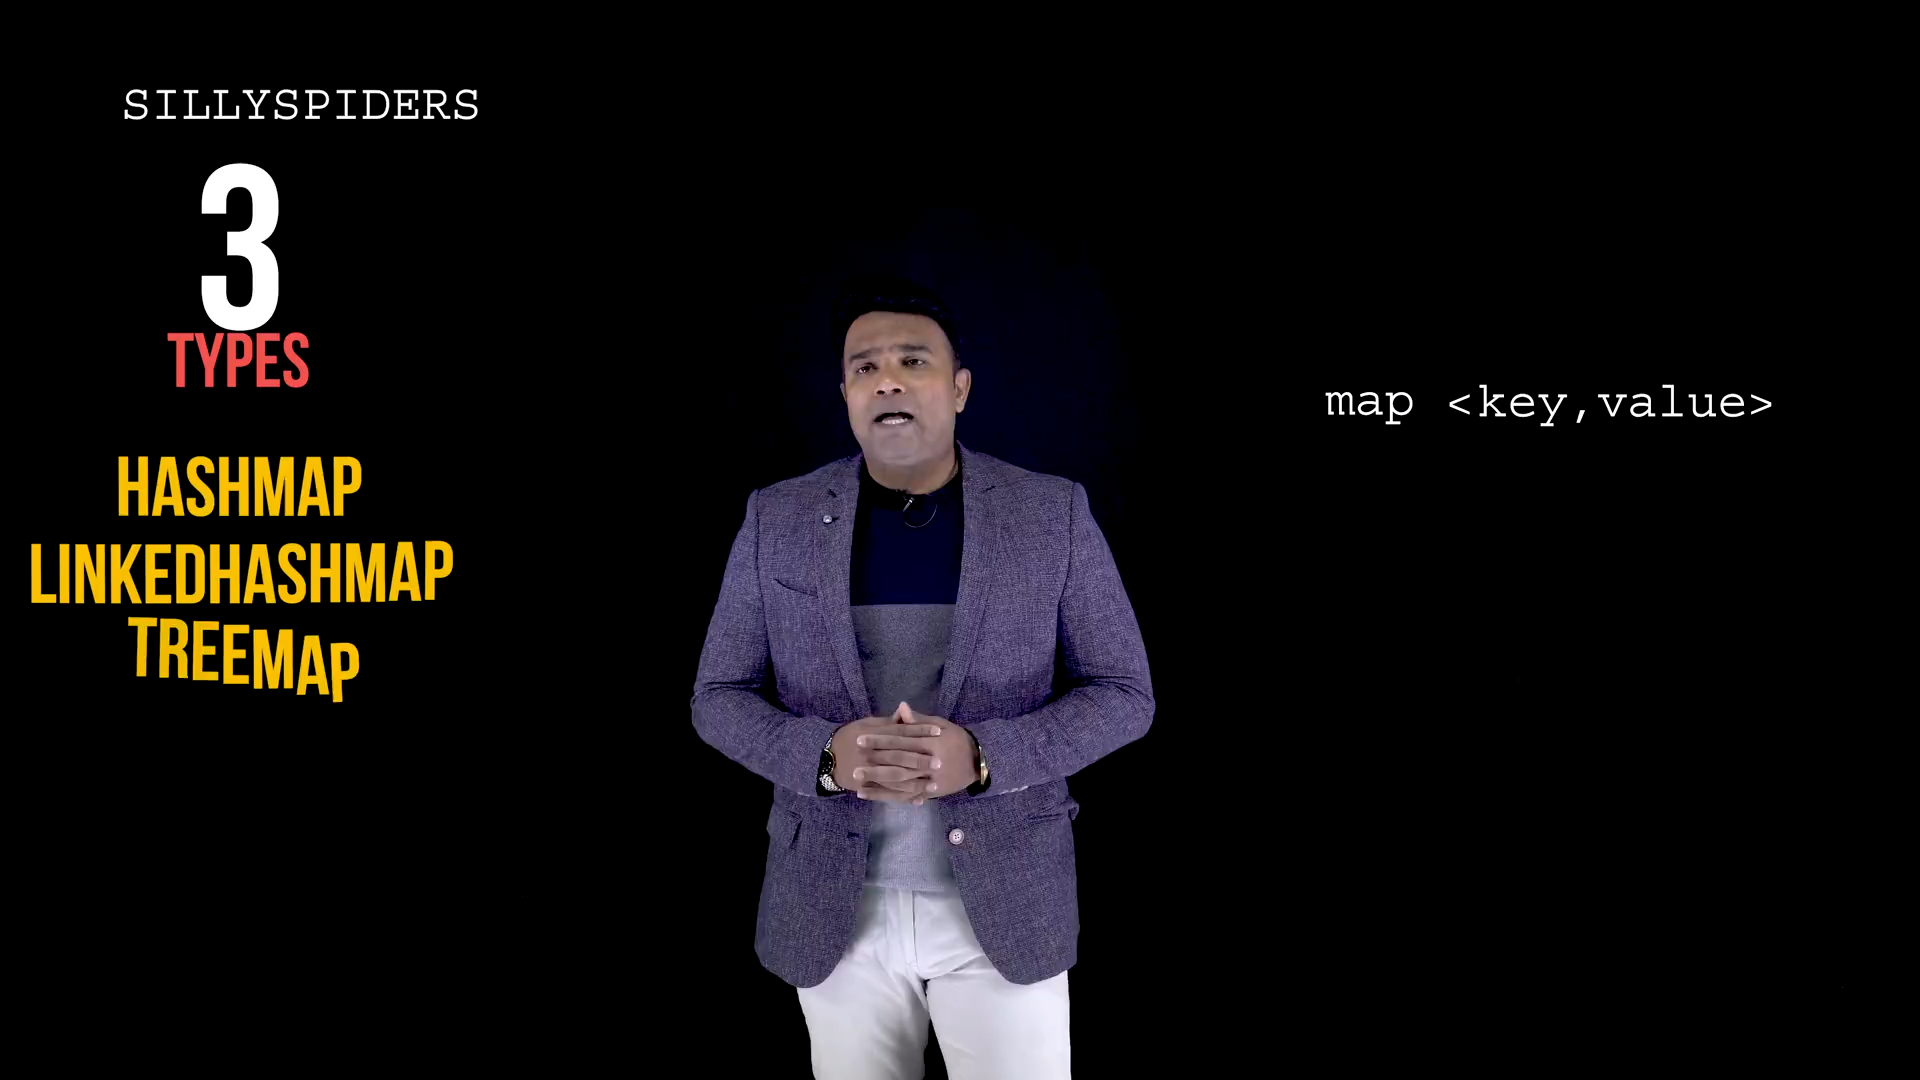 SILLYSPIDERS
3
TYPES
HASHMAP
LINKEDHASHMAP
TREEMAP
map <key,value>